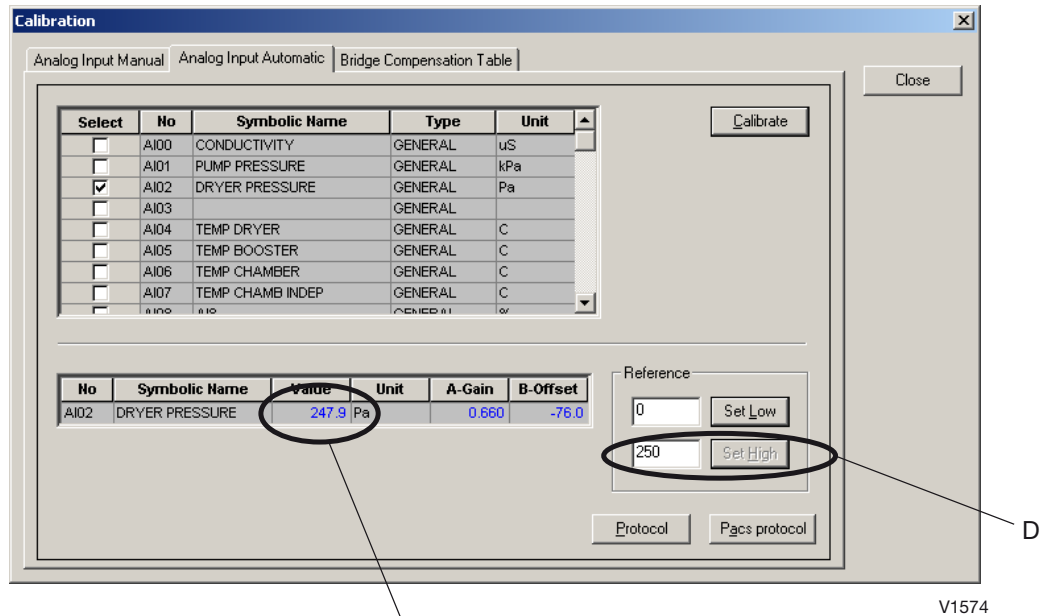 Calibration
Analog Input Manual Analog Input Automatic Bridge Compensation Table
Close
Select No Symbolic Name Type Unit
Calibrate
AI00 CONDUCTIVITY GENERAL uS
AI01 PUMP PRESSURE GENERAL kPa
AI02 DRYER PRESSURE GENERAL Pa
AI03 GENERAL
AI04 TEMP DRYER GENERAL C
AI05 TEMP BOOSTER GENERAL C
AI06 TEMP CHAMBER GENERAL C
AI07 TEMP CHAMB INDEP GENERAL C
Reference
No Symbolic Name Value Unit A-Gain B-Offset
AI02 DRYER PRESSURE 247.9 Pa 0.660 -76.0
0 Set Low
250 Set High
Protocol Pacs protocol
D
V1574